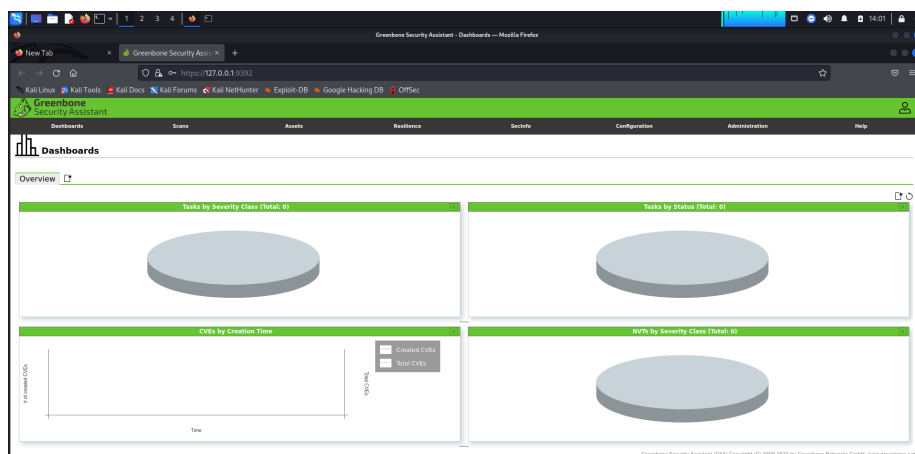 1 2 3 4
14:01
Greenbone Security Assistant - Dashboards — Mozilla Firefox
New Tab
Greenbone Security Assis
https://127.0.0.1:9392
Kali Linux Kali Tools Kali Docs Kali Forums Kali NetHunter Exploit-DB Google Hacking DB OffSec
Greenbone
Security Assistant
Dashboards Scans Assets Resilience SecInfo Configuration Administration Help
Dashboards
Overview
Tasks by Severity Class (Total: 0)
Tasks by Status (Total: 0)
CVEs by Creation Time
# of created CVEs
Time
Total CVEs
Created CVEs
Total CVEs
NVTs by Severity Class (Total: 0)